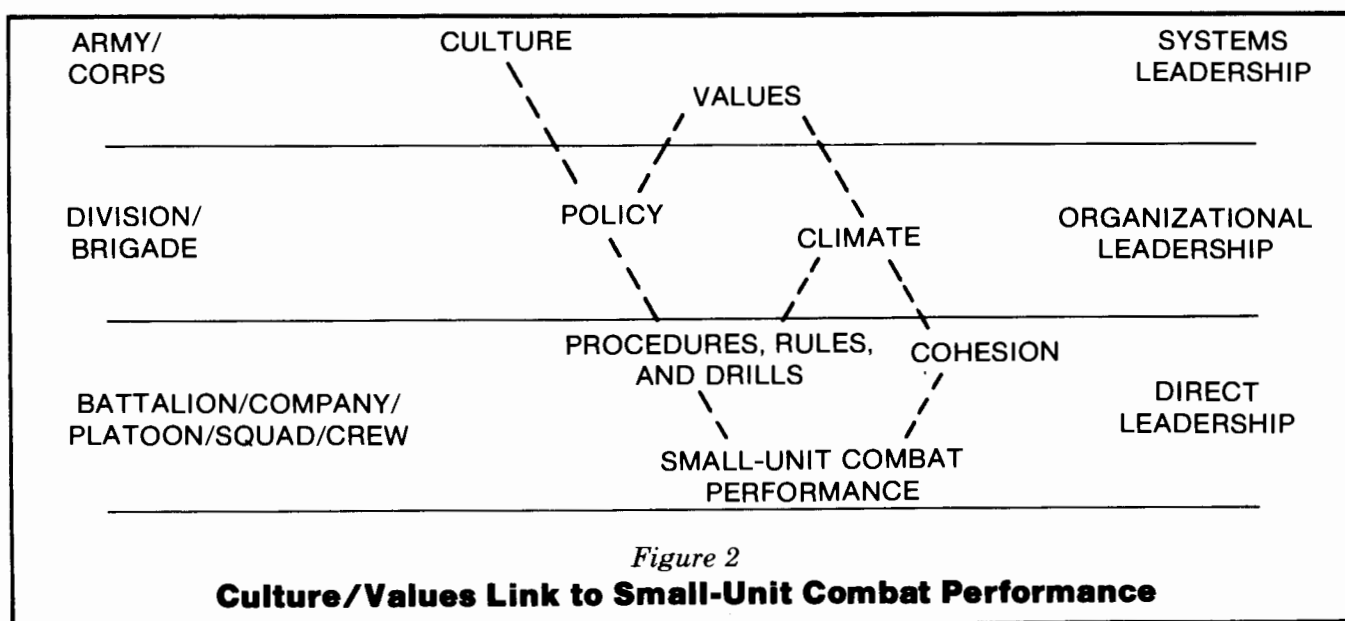 ARMY/
CORPS
CULTURE
SYSTEMS
LEADERSHIP
VALUES
DIVISION/
BRIGADE
POLICY
CLIMATE
ORGANIZATIONAL
LEADERSHIP
PROCEDURES, RULES,
AND DRILLS
COHESION
BATTALION/COMPANY/
PLATOON/SQUAD/CREW
DIRECT
LEADERSHIP
SMALL-UNIT COMBAT
PERFORMANCE
Figure 2
Culture/Values Link to Small-Unit Combat Performance